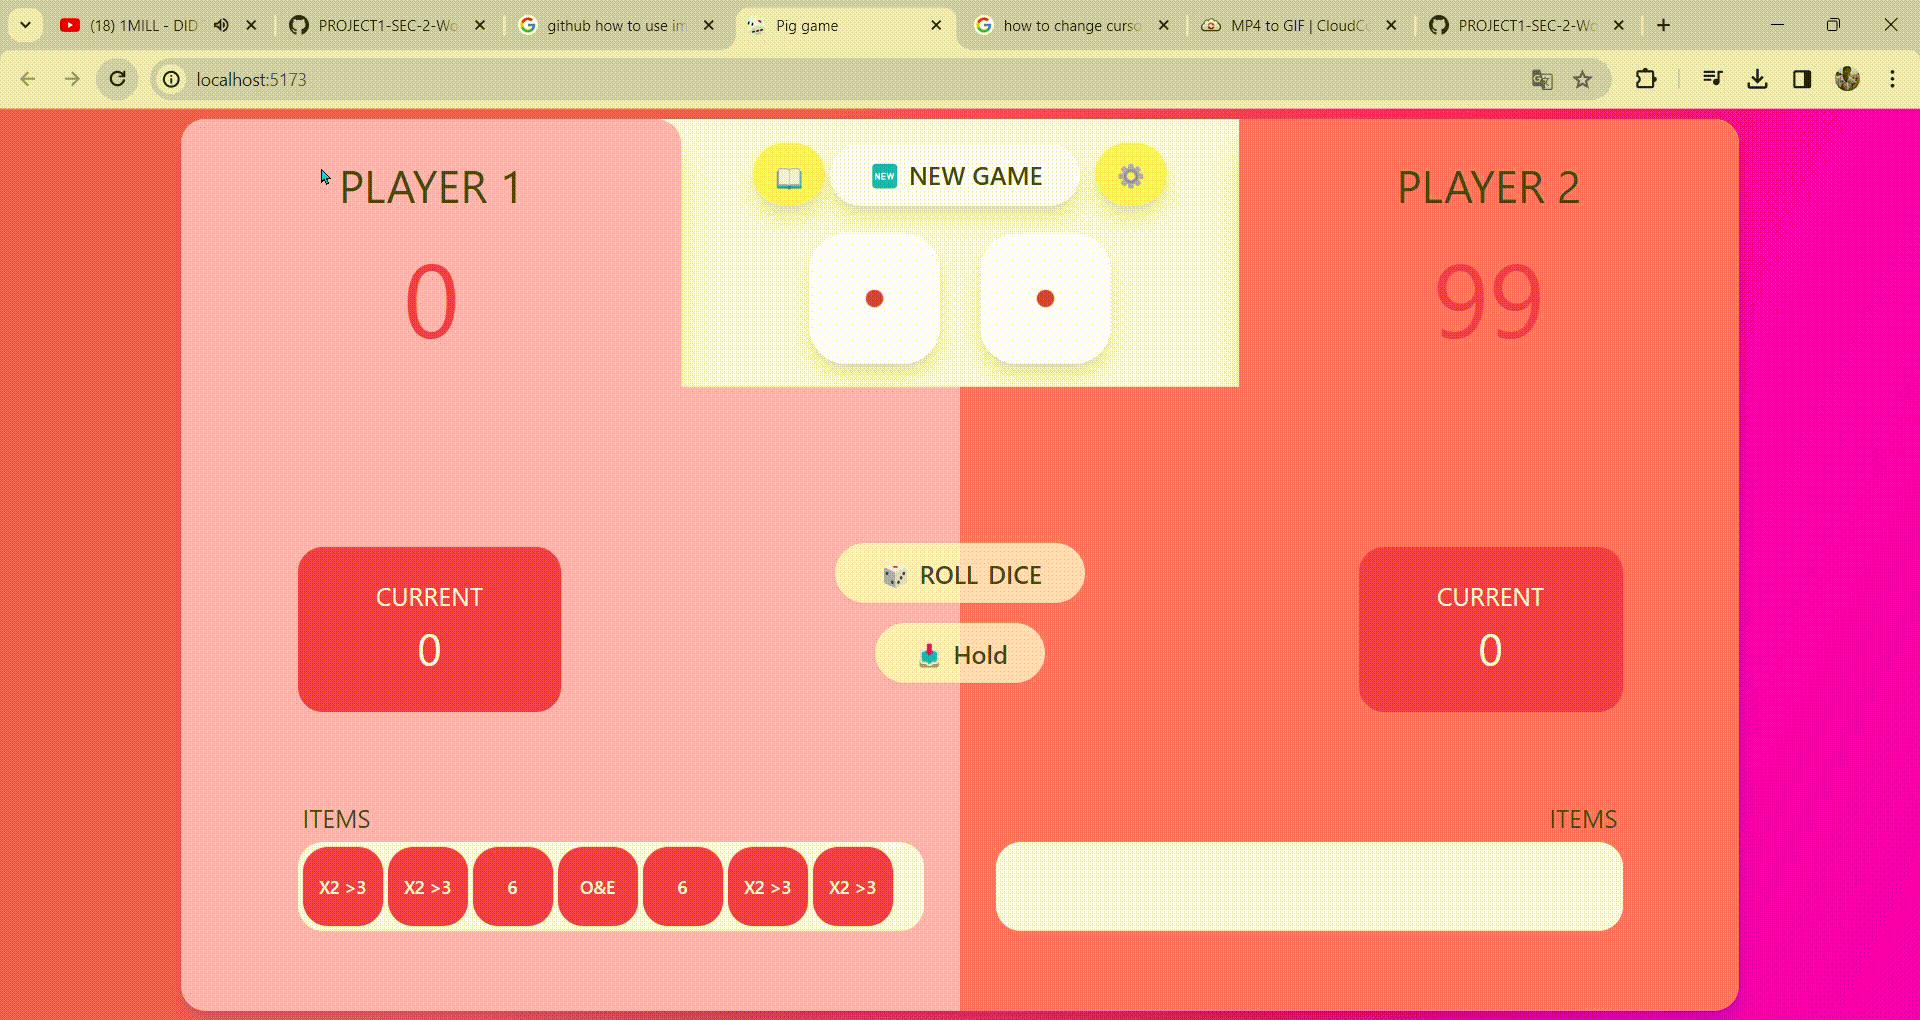 (18) 1MILL - DID
PROJECT1-SEC-2-Wo
github how to use im
Pig game
how to change curso
MP4 to GIF | CloudCo
PROJECT1-SEC-2-Wo
localhost:5173
PLAYER 1
NEW NEW GAME
PLAYER 2
0
99
CURRENT
0
ROLL DICE
Hold
CURRENT
0
ITEMS
ITEMS
X2 >3
X2 >3
6
O&E
6
X2 >3
X2 >3